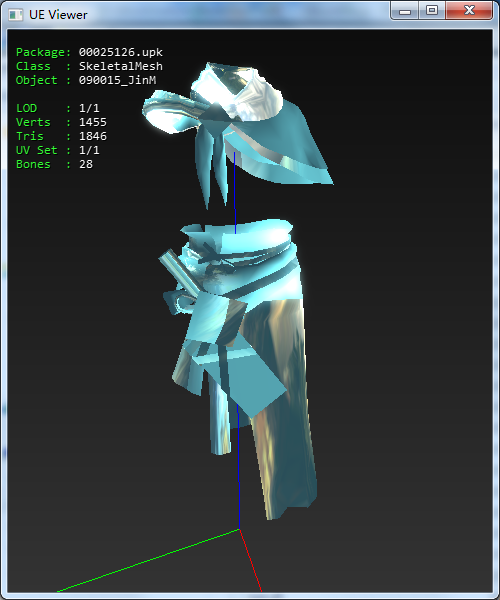 UE Viewer
Package: 00025126.upk
Class  : SkeletalMesh
Object : 090015_JinM
LOD    : 1/1
Verts  : 1455
Tris   : 1846
UV Set : 1/1
Bones  : 28